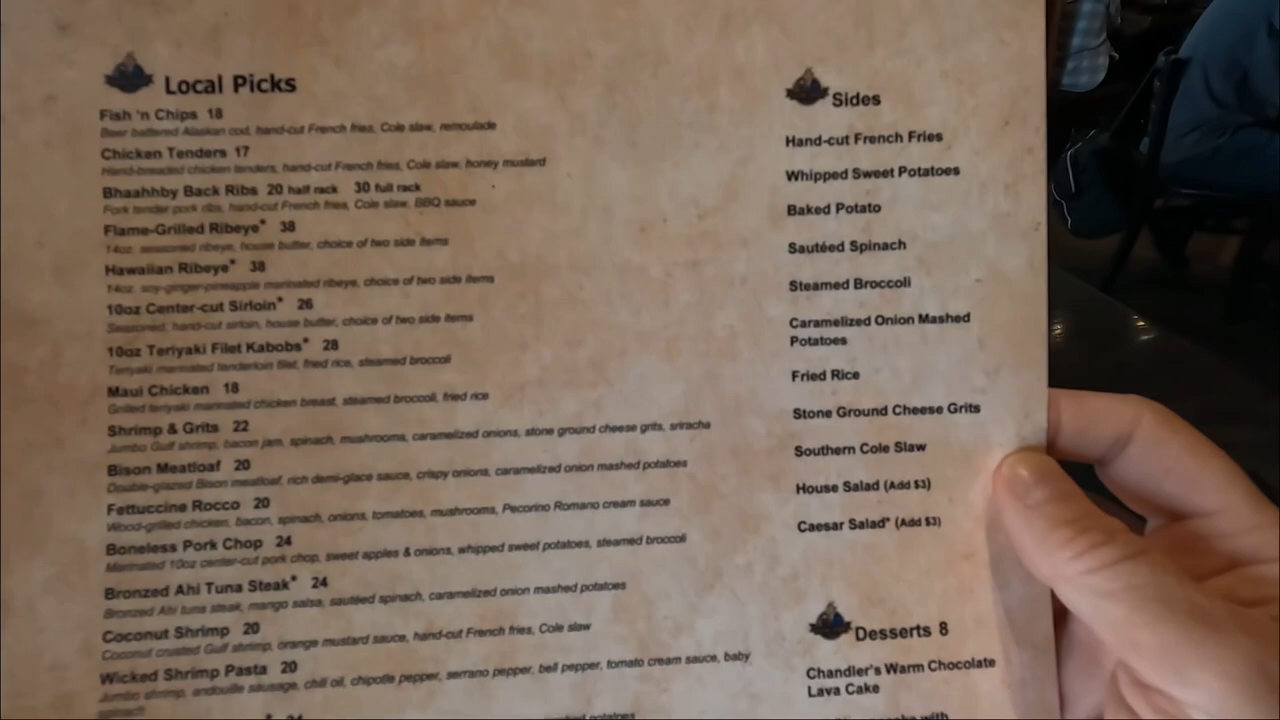 Local Picks
Fish 'n Chips 18
Beer battered Alaskan cod, hand-cut French fries, Cole slaw, remoulade
Chicken Tenders 17
Hand-breaded chicken tenders, hand-cut French fries, Cole slaw, honey mustard
Bhaahhby Back Ribs 20 half rack 30 full rack
Fork tender pork ribs, hand-cut French fries, Cole slaw, BBQ sauce
Flame-Grilled Ribeye* 38
14oz. seasoned ribeye, house butter, choice of two side items
Hawaiian Ribeye* 38
14oz. soy-ginger-pineapple marinated ribeye, choice of two side items
10oz Center-cut Sirloin* 26
Seasoned, hand-cut sirloin, house butter, choice of two side items
10oz Teriyaki Filet Kabobs* 28
Teriyaki marinated tenderloin filet, fried rice, steamed broccoli
Maui Chicken 18
Grilled teriyaki marinated chicken breast, steamed broccoli, fried rice
Shrimp & Grits 22
Jumbo Gulf shrimp, bacon jam, spinach, mushrooms, caramelized onions, stone ground cheese grits, sriracha
Bison Meatloaf 20
Double-glazed Bison meatloaf, rich demi-glace sauce, crispy onions, caramelized onion mashed potatoes
Fettuccine Rocco 20
Wood-grilled chicken, bacon, spinach, onions, tomatoes, mushrooms, Pecorino Romano cream sauce
Boneless Pork Chop 24
Marinated 10oz center-cut pork chop, sweet apples & onions, whipped sweet potatoes, steamed broccoli
Bronzed Ahi Tuna Steak* 24
Bronzed Ahi tuna steak, mango salsa, sautéed spinach, caramelized onion mashed potatoes
Coconut Shrimp 20
Coconut crusted Gulf shrimp, orange mustard sauce, hand-cut French fries, Cole slaw
Wicked Shrimp Pasta 20
Jumbo shrimp, andouille sausage, chili oil, chipotle pepper, serrano pepper, bell pepper, tomato cream sauce, baby
spinach
Sides
Hand-cut French Fries
Whipped Sweet Potatoes
Baked Potato
Sautéed Spinach
Steamed Broccoli
Caramelized Onion Mashed
Potatoes
Fried Rice
Stone Ground Cheese Grits
Southern Cole Slaw
House Salad (Add $3)
Caesar Salad* (Add $3)
Desserts 8
Chandler's Warm Chocolate
Lava Cake